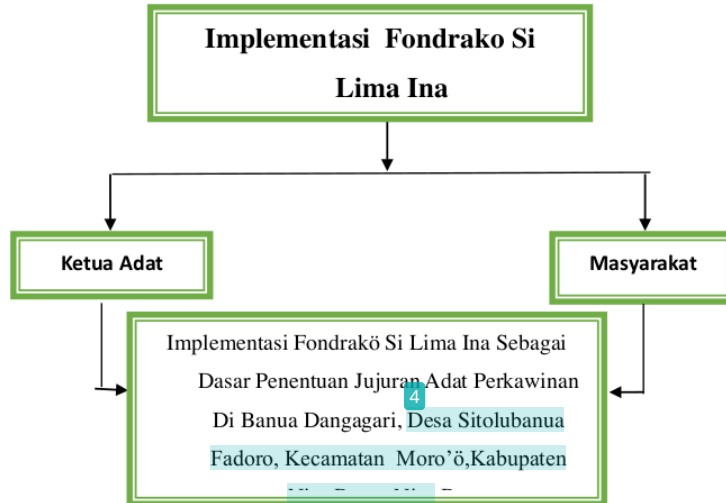 Implementasi Fondrako Si
Lima Ina
Ketua Adat
Masyarakat
Implementasi Fondrakö Si Lima Ina Sebagai
Dasar Penentuan Jujuran Adat Perkawinan
4
Di Banua Dangagari, Desa Sitolubanua
Fadoro, Kecamatan Moro’ö,Kabupaten